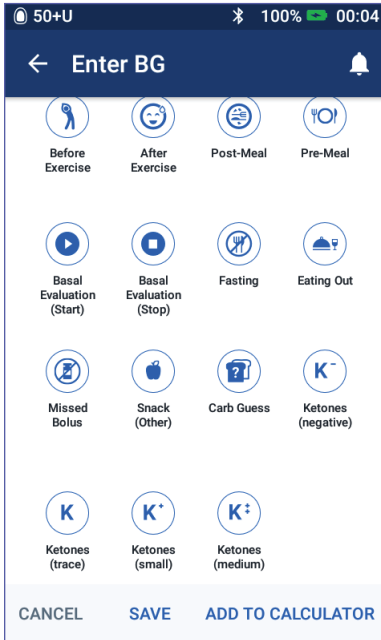 50+U 100% 00:04
Enter BG
Before After Post-Meal Pre-Meal
Exercise Exercise
Basal Basal Fasting Eating Out
Evaluation Evaluation
(Start) (Stop)
? K-
Missed Snack Carb Guess Ketones
Bolus (Other) (negative)
K K+ K‡
Ketones Ketones Ketones
(trace) (small) (medium)
CANCEL SAVE ADD TO CALCULATOR